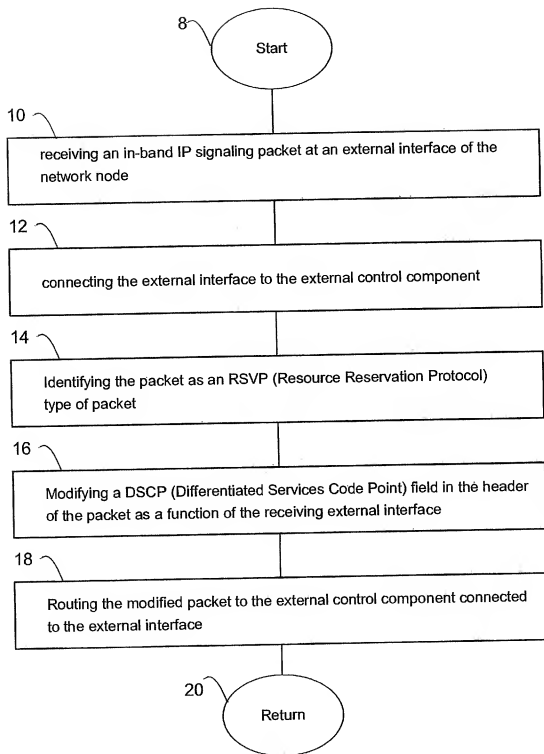 8
Start
10
receiving an in-band IP signaling packet at an external interface of the
network node
12
connecting the external interface to the external control component
14
Identifying the packet as an RSVP (Resource Reservation Protocol)
type of packet
16
Modifying a DSCP (Differentiated Services Code Point) field in the header
of the packet as a function of the receiving external interface
18
Routing the modified packet to the external control component connected
to the external interface
20
Return